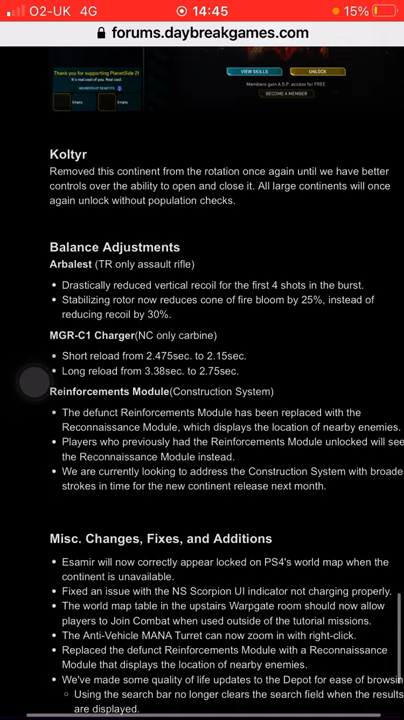 O2-UK 4G 14:45 15%
forums.daybreakgames.com
Thank you for supporting PlanetSide 2!
It's real cool of you. Real cool.
MEMBERSHIP BENEFITS
Empty Empty
VIEW SKILLS UNLOCK
Members gain A.S.P. access for FREE
BECOME A MEMBER
Koltyr
Removed this continent from the rotation once again until we have better
controls over the ability to open and close it. All large continents will once
again unlock without population checks.
Balance Adjustments
Arbalest (TR only assault rifle)
• Drastically reduced vertical recoil for the first 4 shots in the burst.
• Stabilizing rotor now reduces cone of fire bloom by 25%, instead of
reducing recoil by 30%.
MGR-C1 Charger(NC only carbine)
• Short reload from 2.475sec. to 2.15sec.
• Long reload from 3.38sec. to 2.75sec.
Reinforcements Module(Construction System)
• The defunct Reinforcements Module has been replaced with the
Reconnaissance Module, which displays the location of nearby enemies.
• Players who previously had the Reinforcements Module unlocked will see
the Reconnaissance Module instead.
• We are currently looking to address the Construction System with broade
strokes in time for the new continent release next month.
Misc. Changes, Fixes, and Additions
• Esamir will now correctly appear locked on PS4's world map when the
continent is unavailable.
• Fixed an issue with the NS Scorpion UI indicator not charging properly.
• The world map table in the upstairs Warpgate room should now allow
players to Join Combat when used outside of the tutorial missions.
• The Anti-Vehicle MANA Turret can now zoom in with right-click.
• Replaced the defunct Reinforcements Module with a Reconnaissance
Module that displays the location of nearby enemies.
• We've made some quality of life updates to the Depot for ease of browsin
Using the search bar no longer clears the search field when the results
are displayed.